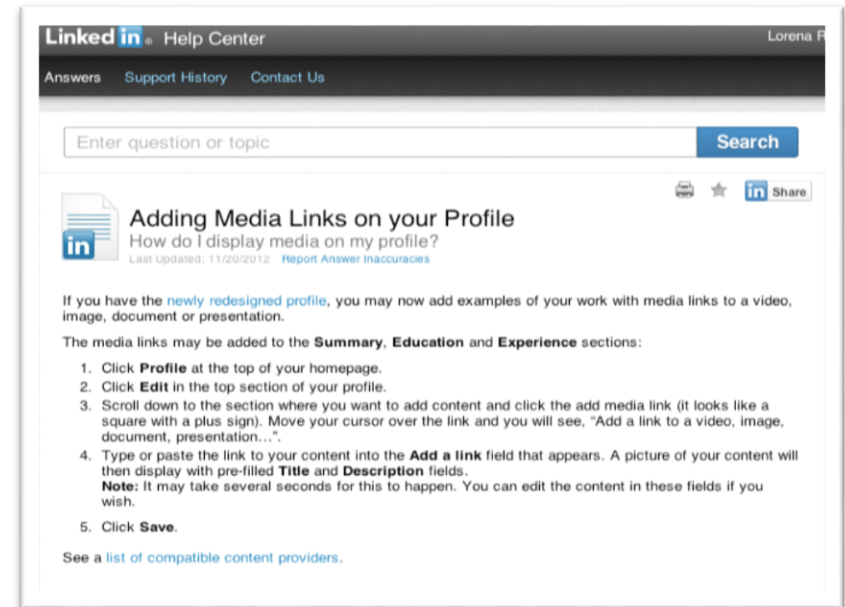 Linked in® Help Center Lorena R
Answers Support History Contact Us
Enter question or topic Search
in Share
in
Adding Media Links on your Profile
How do I display media on my profile?
Last Updated: 11/20/2012 Report Answer Inaccuracies
If you have the newly redesigned profile, you may now add examples of your work with media links to a video,
image, document or presentation.
The media links may be added to the Summary, Education and Experience sections:
1. Click Profile at the top of your homepage.
2. Click Edit in the top section of your profile.
3. Scroll down to the section where you want to add content and click the add media link (it looks like a
square with a plus sign). Move your cursor over the link and you will see, "Add a link to a video, image,
document, presentation...".
4. Type or paste the link to your content into the Add a link field that appears. A picture of your content will
then display with pre-filled Title and Description fields.
Note: It may take several seconds for this to happen. You can edit the content in these fields if you
wish.
5. Click Save.
See a list of compatible content providers.